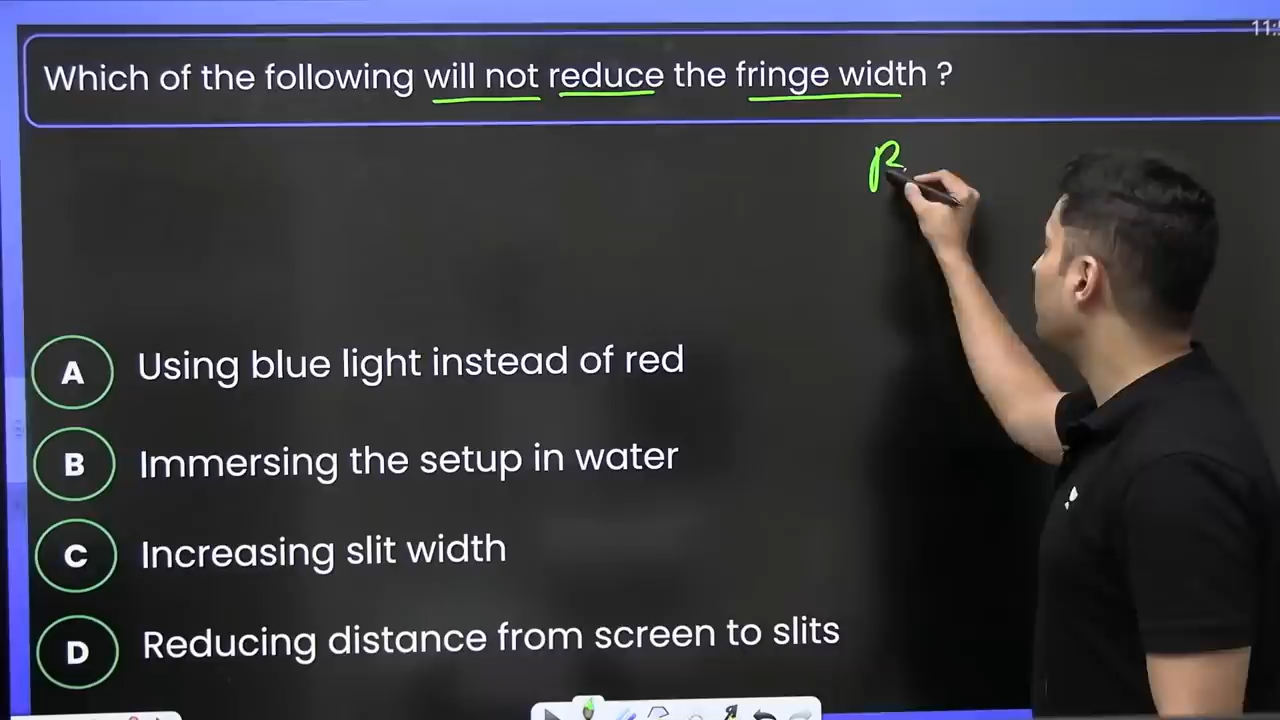 11:
Which of the following will not reduce the fringe width ?
β
A Using blue light instead of red
B Immersing the setup in water
C Increasing slit width
D Reducing distance from screen to slits